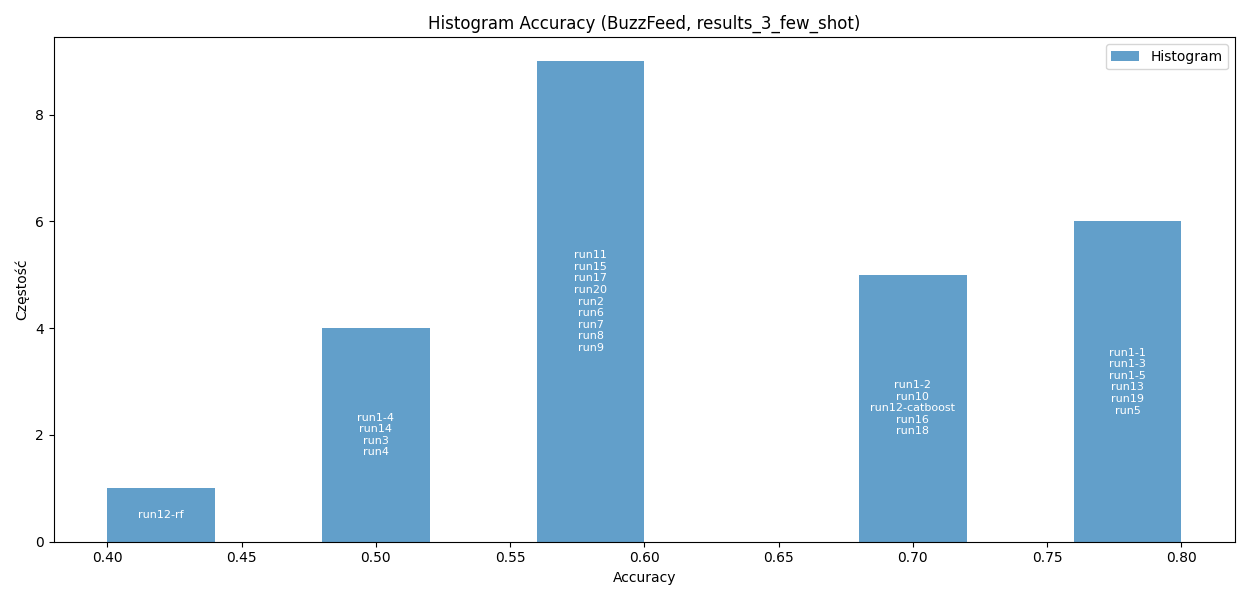 Histogram Accuracy (BuzzFeed, results_3_few_shot)
Histogram
Częstość
8
6
4
2
0
run12-rf
run1-4
run14
run3
run4
run11
run15
run17
run20
run2
run6
run7
run8
run9
run1-2
run10
run12-catboost
run16
run18
run1-1
run1-3
run1-5
run13
run19
run5
0.40 0.45 0.50 0.55 0.60 0.65 0.70 0.75 0.80
Accuracy